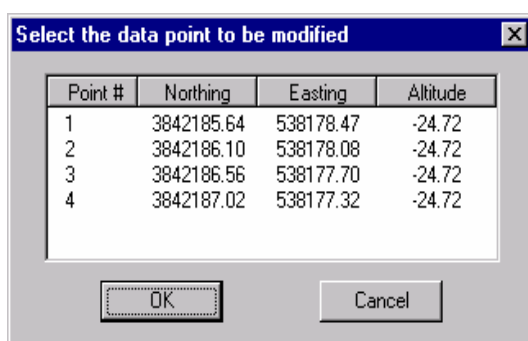 Select the data point to be modified
Point # Northing Easting Altitude
1 3842185.64 538178.47 -24.72
2 3842186.10 538178.08 -24.72
3 3842186.56 538177.70 -24.72
4 3842187.02 538177.32 -24.72
OK Cancel